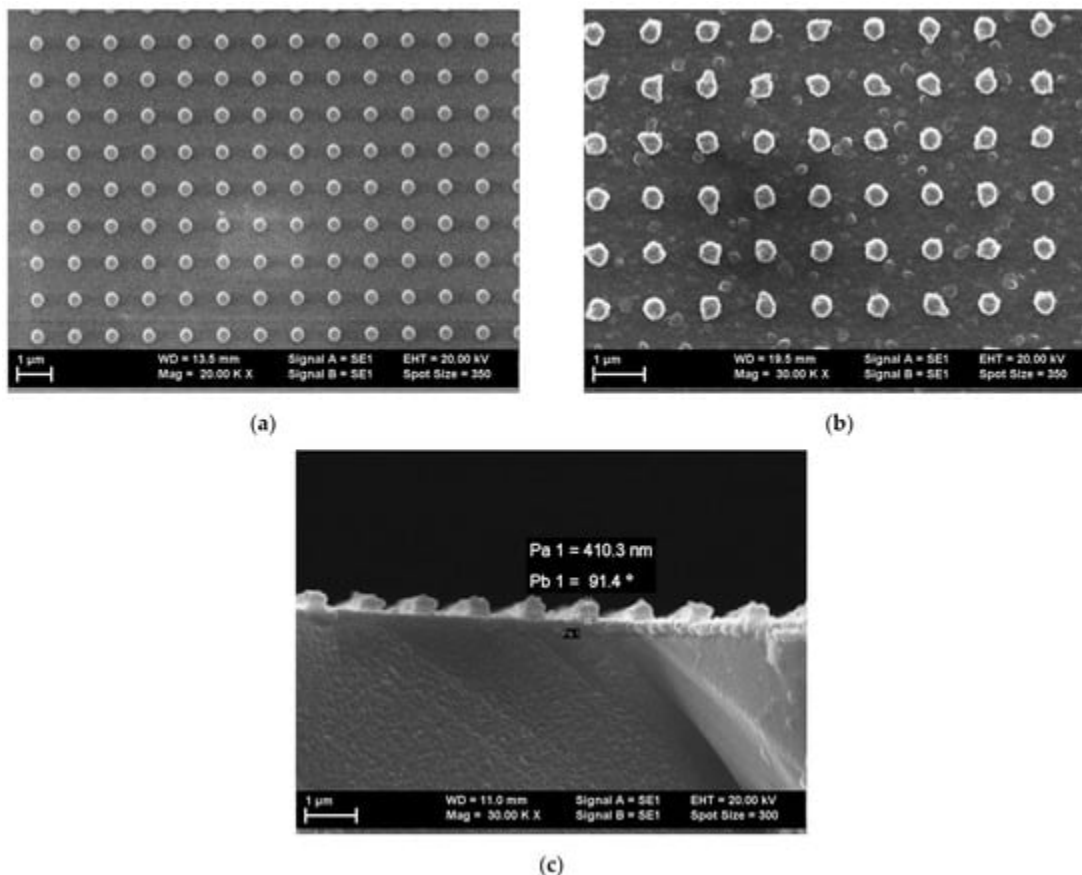 1 µm WD = 13.5 mm Signal A = SE1 EHT = 20.00 kV
Mag = 20.00 K X Signal B = SE1 Spot Size = 350
(a)
1 µm WD = 19.5 mm Signal A = SE1 EHT = 20.00 kV
Mag = 30.00 K X Signal B = SE1 Spot Size = 350
(b)
Pa 1 = 410.3 nm
Pb 1 = 91.4 °
Pa 1
1 µm WD = 11.0 mm Signal A = SE1 EHT = 20.00 kV
Mag = 30.00 K X Signal B = SE1 Spot Size = 300
(c)